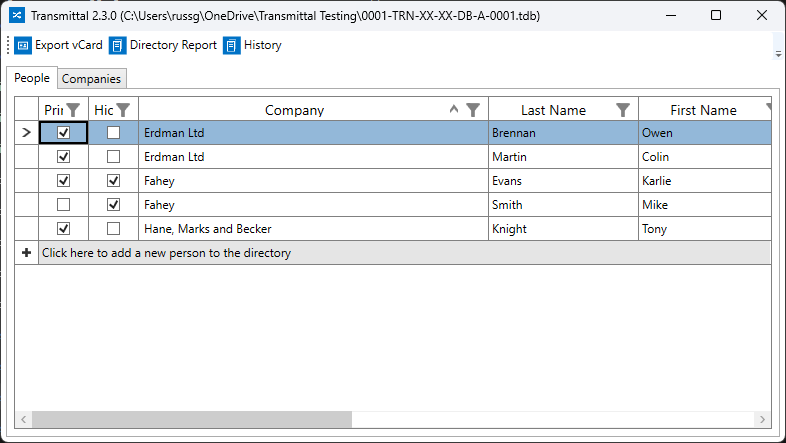 Transmittal 2.3.0 (C:\Users\russg\OneDrive\Transmittal Testing\0001-TRN-XX-XX-DB-A-0001.tdb)
Export vCard Directory Report History
People Companies
Prir Hic Company Last Name First Name
Erdman Ltd Brennan Owen
Erdman Ltd Martin Colin
Fahey Evans Karlie
Fahey Smith Mike
Hane, Marks and Becker Knight Tony
Click here to add a new person to the directory